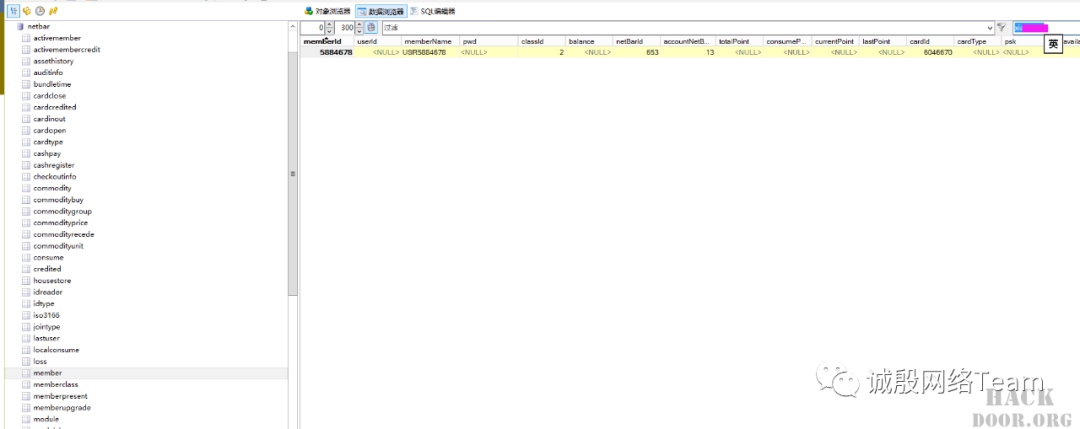 对象浏览器 数据浏览器 SQL编辑器
0 300 过滤
英
memberId userId memberName pwd classId balance netBarId accountNetB... totalPoint consumeP... currentPoint lastPoint cardId cardType psk availa
5884678 <NULL> <NULL> 2 <NULL> 653 13 <NULL> <NULL> <NULL> <NULL> 6046670 <NULL> <NULL>
netbar
activemember
activemembercredit
assethistory
auditinfo
bundletime
cardclose
cardcredited
cardinout
cardopen
cardtype
cashpay
cashregister
checkoutinfo
commodity
commoditybuy
commoditygroup
commodityprice
commodityrecede
commodityunit
consume
credited
housestore
idreader
idtype
iso3166
jointype
lastuser
localconsume
loss
member
memberclass
memberpresent
memberupgrade
module
诚殷网络Team
HACK
DOOR.ORG